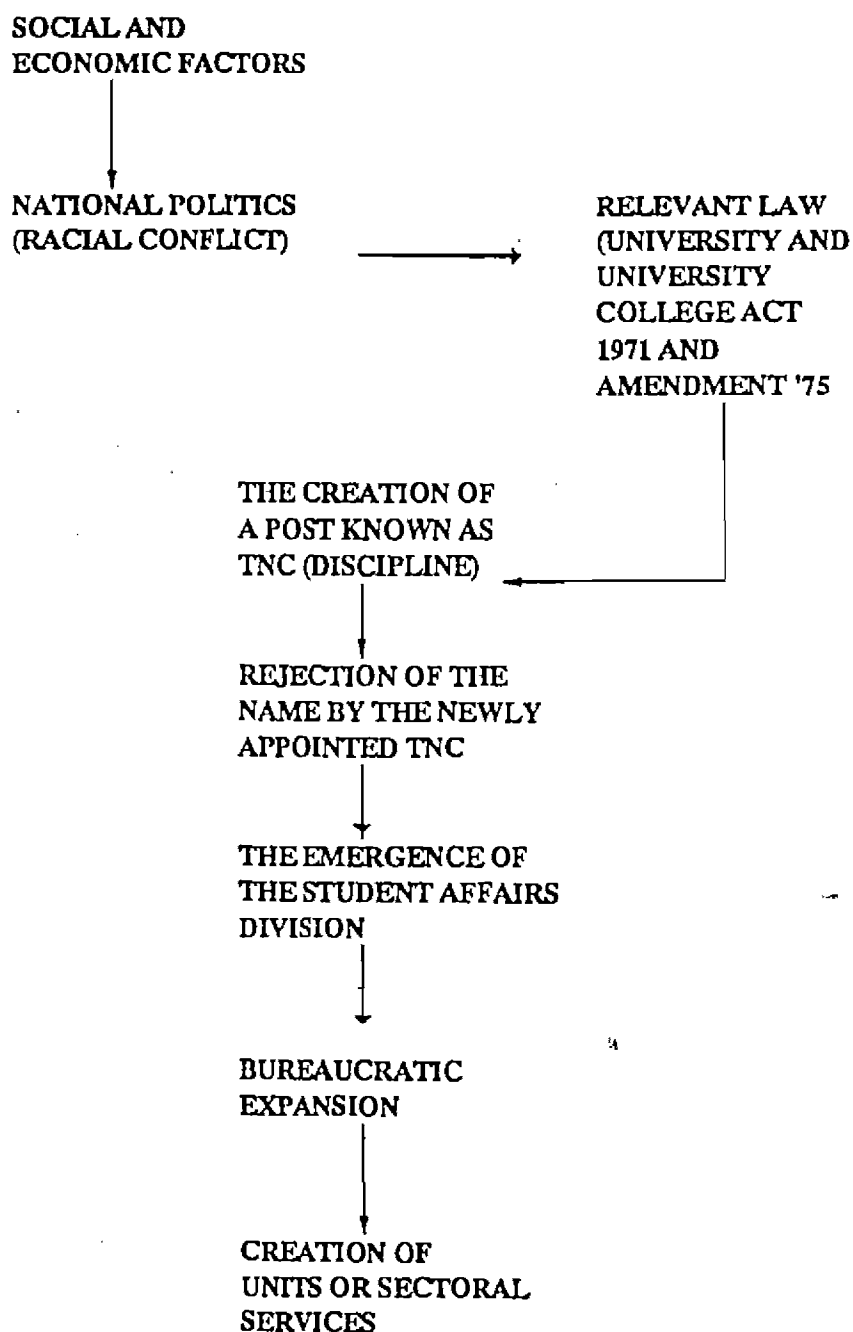 SOCIAL AND
ECONOMIC FACTORS
NATIONAL POLITICS
(RACIAL CONFLICT)
RELEVANT LAW
(UNIVERSITY AND
UNIVERSITY
COLLEGE ACT
1971 AND
AMENDMENT '75
THE CREATION OF
A POST KNOWN AS
TNC (DISCIPLINE)
REJECTION OF THE
NAME BY THE NEWLY
APPOINTED TNC
THE EMERGENCE OF
THE STUDENT AFFAIRS
DIVISION
BUREAUCRATIC
EXPANSION
CREATION OF
UNITS OR SECTORAL
SERVICES